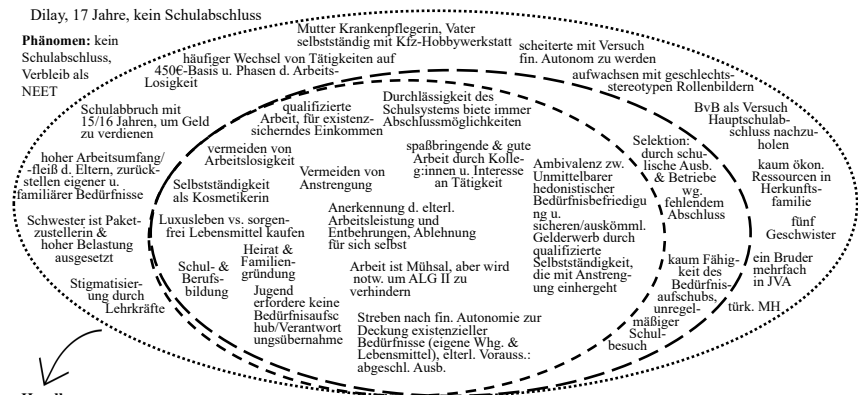 Dilay, 17 Jahre, kein Schulabschluss
Phänomen: kein
Schulabschluss,
Verbleib als
NEET
Mutter Krankenpflegerin, Vater
selbstständig mit Kfz-Hobbywerkstatt
häufiger Wechsel von Tätigkeiten auf
450€-Basis u. Phasen d. Arbeits-
Losigkeit
scheiterte mit Versuch
fin. Autonom zu werden
aufwachsen mit geschlechts-
stereotypen Rollenbildern
Schulabbruch mit
15/16 Jahren, um Geld
zu verdienen
qualifizierte
Arbeit, für existenz-
sicherndes Einkommen
Durchlässigkeit des
Schulsystems biete immer
Abschlussmöglichkeiten
BvB als Versuch
Hauptschulab-
schluss nachzu-
holen
hoher Arbeitsumfang/
-fleiß d. Eltern, zurück-
stellen eigener u.
familiärer Bedürfnisse
vermeiden von
Arbeitslosigkeit
Vermeiden von
Anstrengung
spaßbringende & gute
Arbeit durch Kolle-
g:innen u. Interesse
an Tätigkeit
Selektion:
durch schu-
lische Ausb.
& Betriebe
wg.
fehlendem
Abschluss
kaum ökon.
Ressourcen in
Herkunfts-
familie
Selbstständigkeit
als Kosmetikerin
Ambivalenz zw.
Unmittelbarer
hedonistischer
Bedürfnisbefriedigu
ng u.
sicheren/auskömml.
Gelderwerb durch
qualifizierte
Selbstständigkeit,
die mit Anstreng-
ung einhergeht
Schwester ist Paket-
zustellerin &
hoher Belastung
ausgesetzt
Luxusleben vs. sorgen-
frei Lebensmittel kaufen
Anerkennung d. elterl.
Arbeitsleistung und
Entbehrungen, Ablehnung
für sich selbst
fünf
Geschwister
Heirat &
Familien-
gründung
Schul- &
Berufs-
bildung
Arbeit ist Mühsal, aber wird
notw. um ALG II zu
verhindern
kaum Fähig-
keit des
Bedürfnis-
aufschubs,
unregel-
mäßiger
Schul-
besuch
ein Bruder
mehrfach
in JVA
Stigmatisier-
ung durch
Lehrkräfte
Jugend
erfordere keine
Bedürfnisaufsc
hub/Verantwort
ungsübernahme
Streben nach fin. Autonomie zur
Deckung existenzieller
Bedürfnisse (eigene Whg. &
Lebensmittel), elterl. Vorauss.:
abgeschl. Ausb.
türk. MH